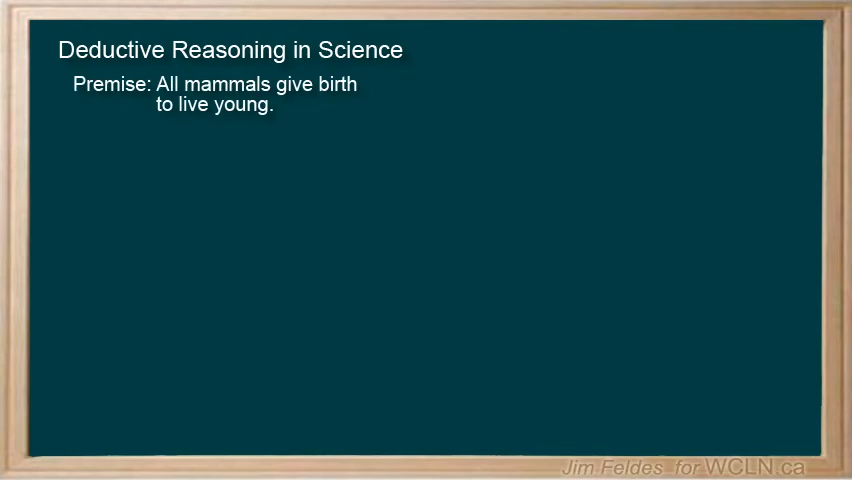 Deductive Reasoning in Science
Premise: All mammals give birth
to live young.
Jim Feldes for WCLN.ca